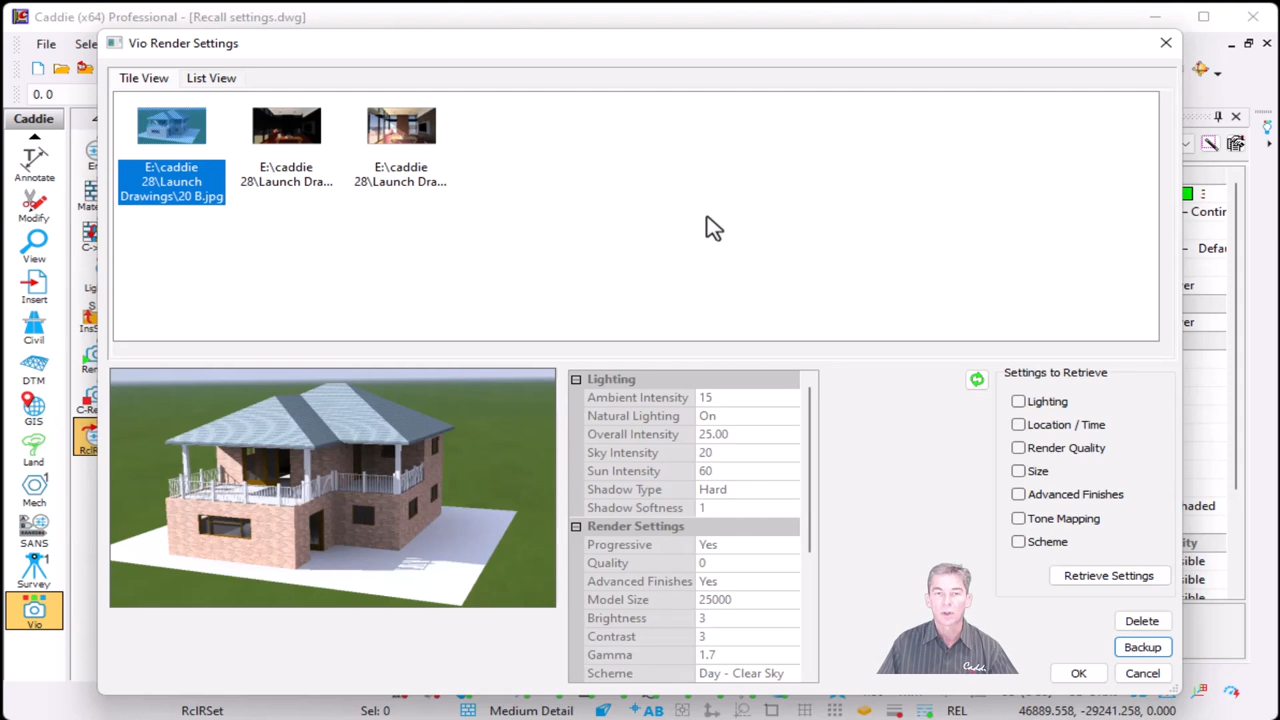 Caddie (x64) Professional - [Recall settings.dwg]
File
Vio Render Settings
0. 0
Caddie
Annotate
Modify
View
Insert
Civil
DTM
GIS
Land
Mech
SANS
Survey
Vio
Tile View List View
E:\caddie
28\Launch
Drawings\20 B.jpg
E:\caddie
28\Launch Dra...
E:\caddie
28\Launch Dra...
Lighting
Ambient Intensity 15
Natural Lighting On
Overall Intensity 25.00
Sky Intensity 20
Sun Intensity 60
Shadow Type Hard
Shadow Softness 1
Render Settings
Progressive Yes
Quality 0
Advanced Finishes Yes
Model Size 25000
Brightness 3
Contrast 3
Gamma 1.7
Scheme Day - Clear Sky
Settings to Retrieve
Lighting
Location / Time
Render Quality
Size
Advanced Finishes
Tone Mapping
Scheme
Retrieve Settings
Delete
Backup
OK Cancel
RclRSet Sel: 0 Medium Detail AB REL 46889.558, -29241.258, 0.000